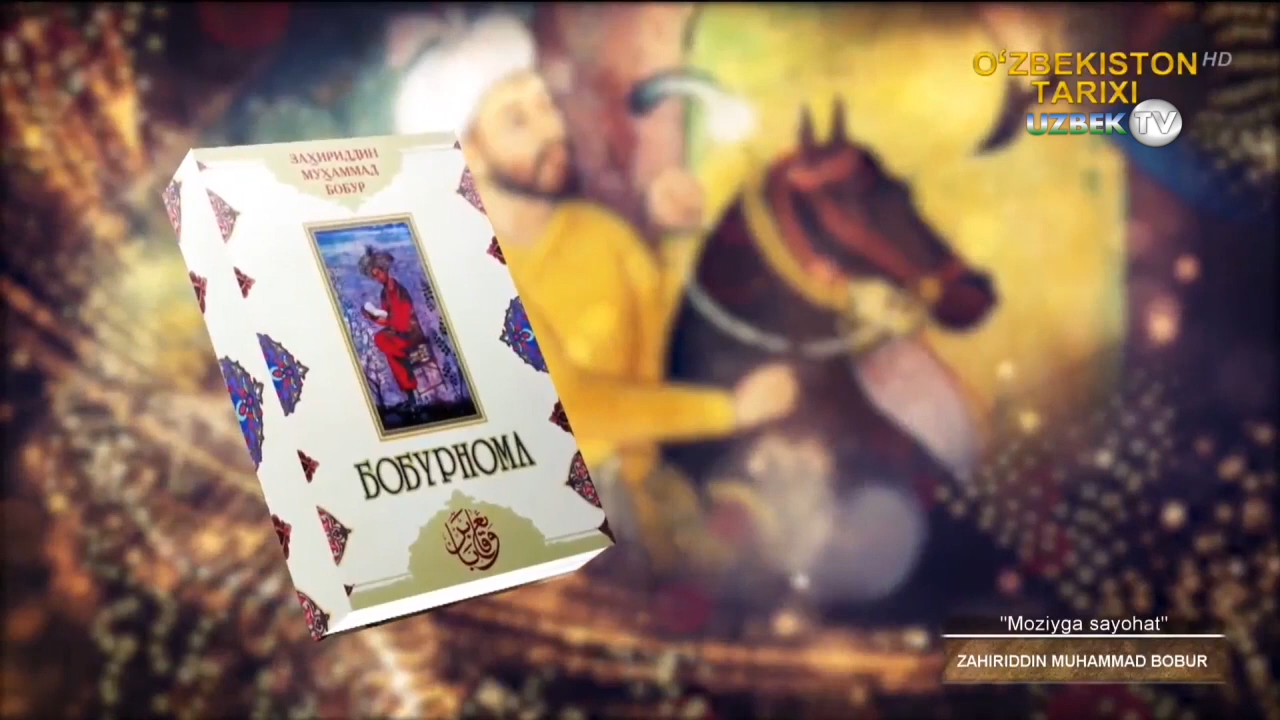 ЗАҲИРИДДИН
МУҲАММАД
БОБУР
БОБУРНОМА
O‘ZBEKISTON HD
TARIXI
UZBEK TV
"Moziyga sayohat"
ZAHIRIDDIN MUHAMMAD BOBUR